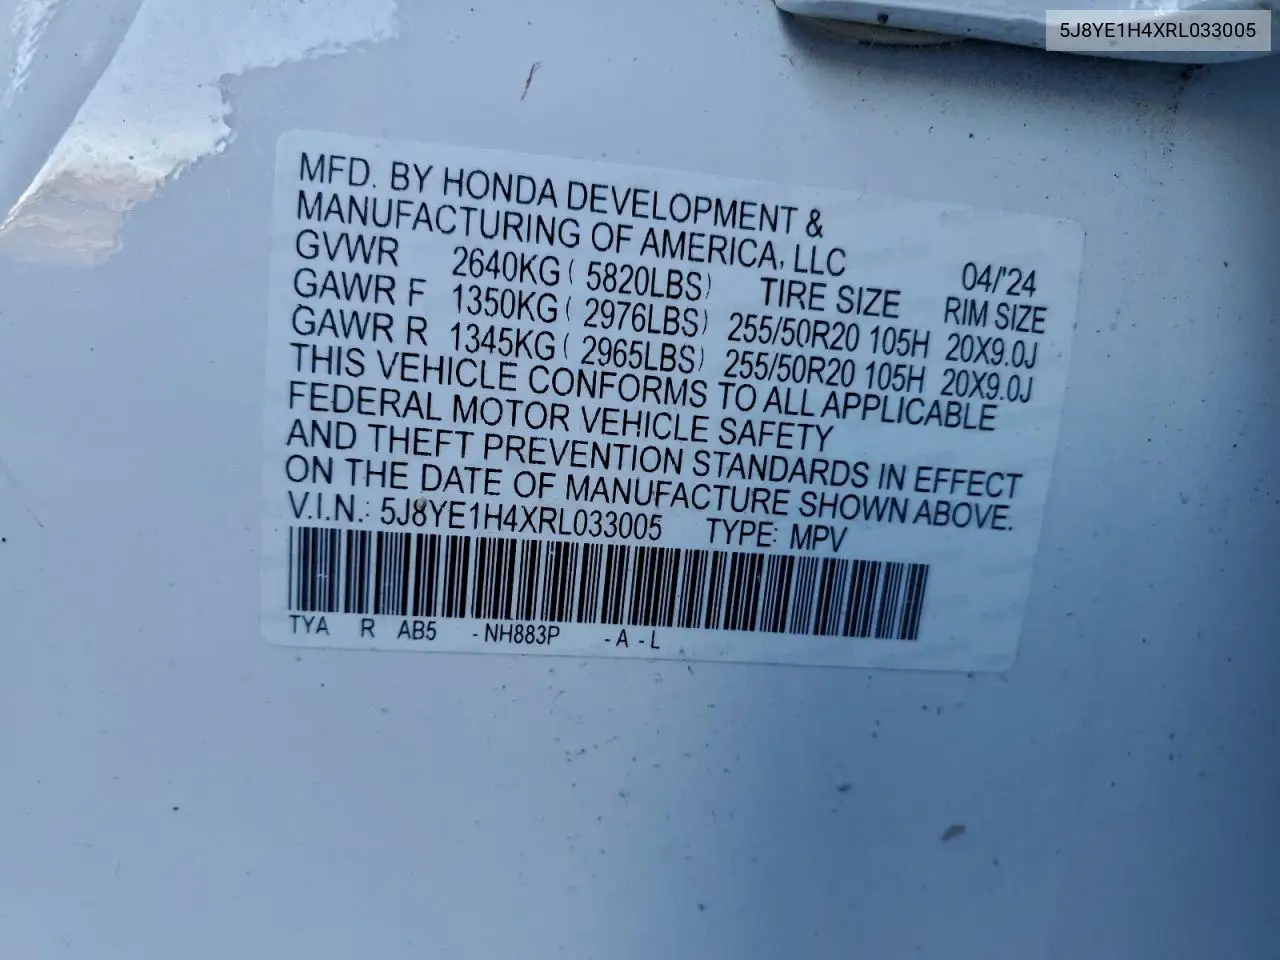 5J8YE1H4XRL033005
MFD. BY HONDA DEVELOPMENT &
MANUFACTURING OF AMERICA, LLC 04/'24
GVWR 2640KG ( 5820LBS) TIRE SIZE RIM SIZE
GAWR F 1350KG ( 2976LBS) 255/50R20 105H 20X9.0J
GAWR R 1345KG ( 2965LBS) 255/50R20 105H 20X9.0J
THIS VEHICLE CONFORMS TO ALL APPLICABLE
FEDERAL MOTOR VEHICLE SAFETY
AND THEFT PREVENTION STANDARDS IN EFFECT
ON THE DATE OF MANUFACTURE SHOWN ABOVE.
V.I.N.: 5J8YE1H4XRL033005 TYPE: MPV
TYA R AB5 -NH883P -A -L